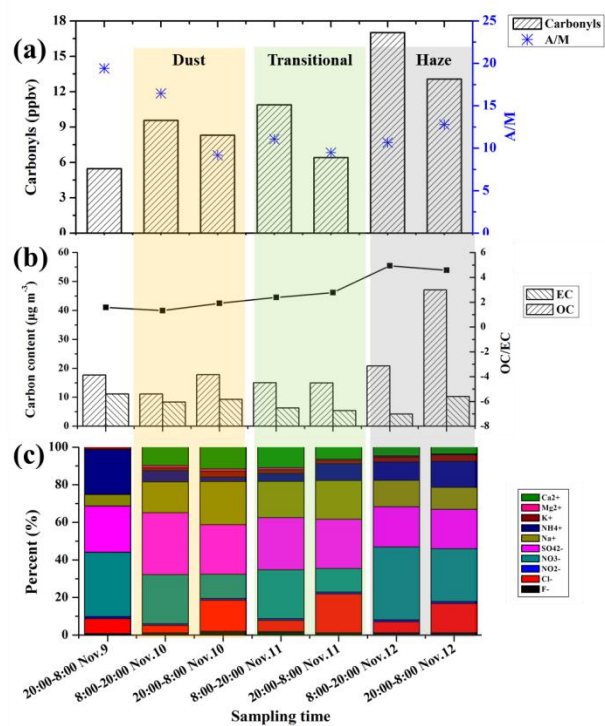 (a)
Dust
Transitional
Haze
Carbonyls (ppbv)
18
15
12
9
6
3
0
25
20
15
10
5
0
A/M
Carbonyls
A/M
(b)
Carbon content (μg m-3)
60
50
40
30
20
10
0
6
4
2
0
-2
-4
-6
-8
OC/EC
EC
OC
(c)
Percent (%)
100
80
60
40
20
0
Ca2+
Mg2+
K+
NH4+
Na+
SO42-
NO3-
NO2-
Cl-
F-
20:00-8:00 Nov.9
8:00-20:00 Nov.10
20:00-8:00 Nov.10
8:00-20:00 Nov.11
20:00-8:00 Nov.11
8:00-20:00 Nov.12
20:00-8:00 Nov.12
Sampling time